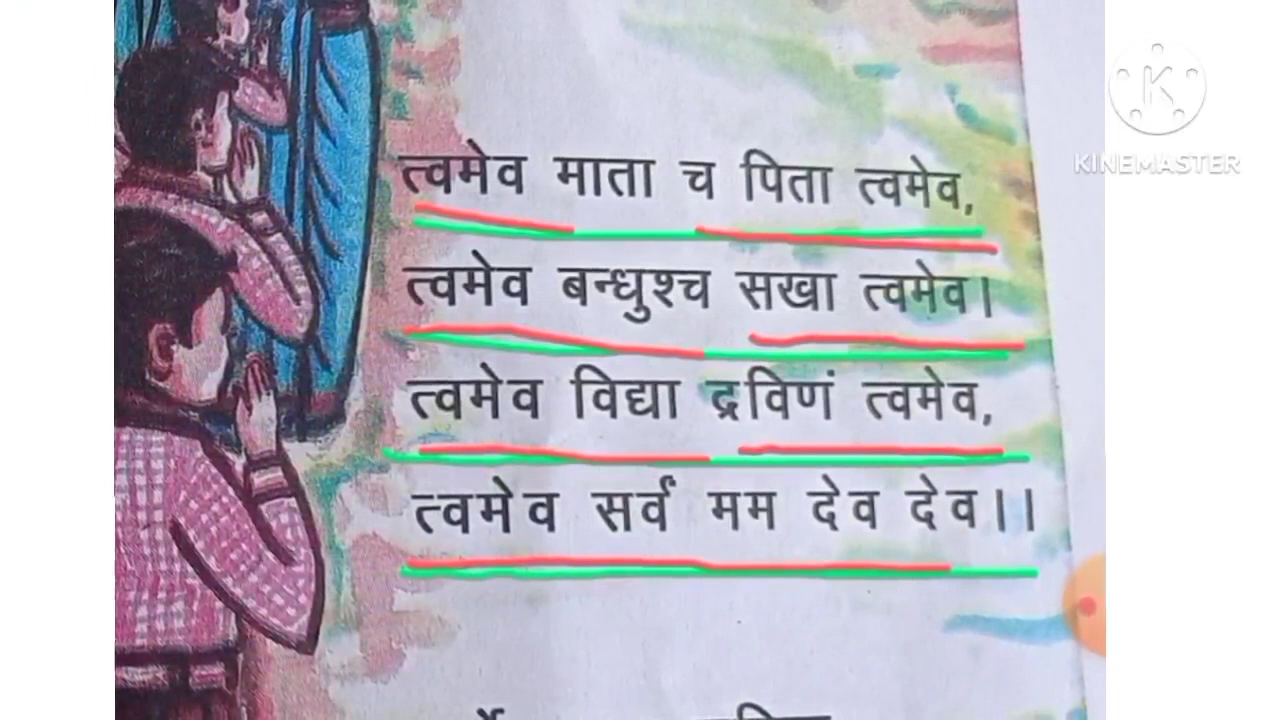 त्वमेव माता च पिता त्वमेव,
त्वमेव बन्धुश्च सखा त्वमेव।
त्वमेव विद्या द्रविणं त्वमेव,
त्वमेव सर्वं मम देव देव।।
KINEMASTER